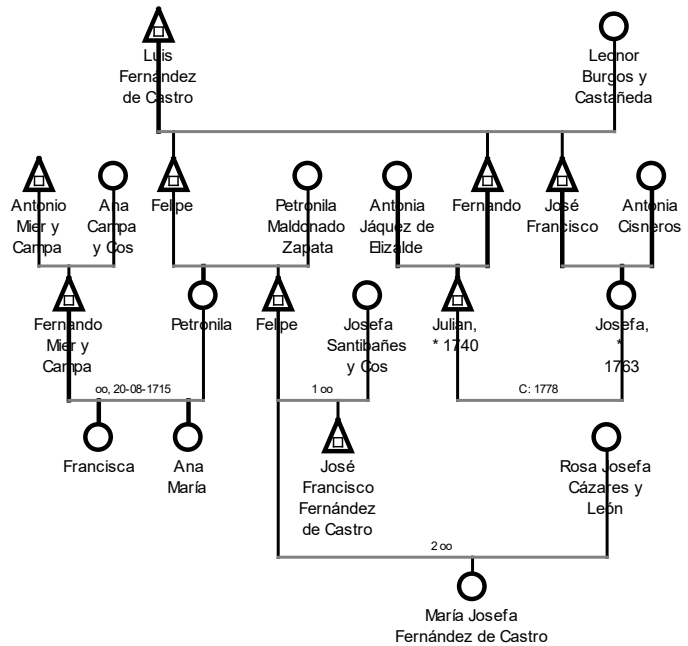 Luis
Fernández
de Castro
Leonor
Burgos y
Castañeda
Antonio
Mier y
Campa
Ana
Campa
y Cos
Felipe
Petronila
Maldonado
Zapata
Antonia
Jáquez de
Elizalde
Fernando
José
Francisco
Antonia
Cisneros
Fernando
Mier y
Campa
Petronila
Felipe
Josefa
Santibañes
y Cos
Julian,
* 1740
Josefa,
*
1763
oo, 20-08-1715
1 oo
C: 1778
Francisca
Ana
María
José
Francisco
Fernández
de Castro
Rosa Josefa
Cázares y
León
2 oo
María Josefa
Fernández de Castro